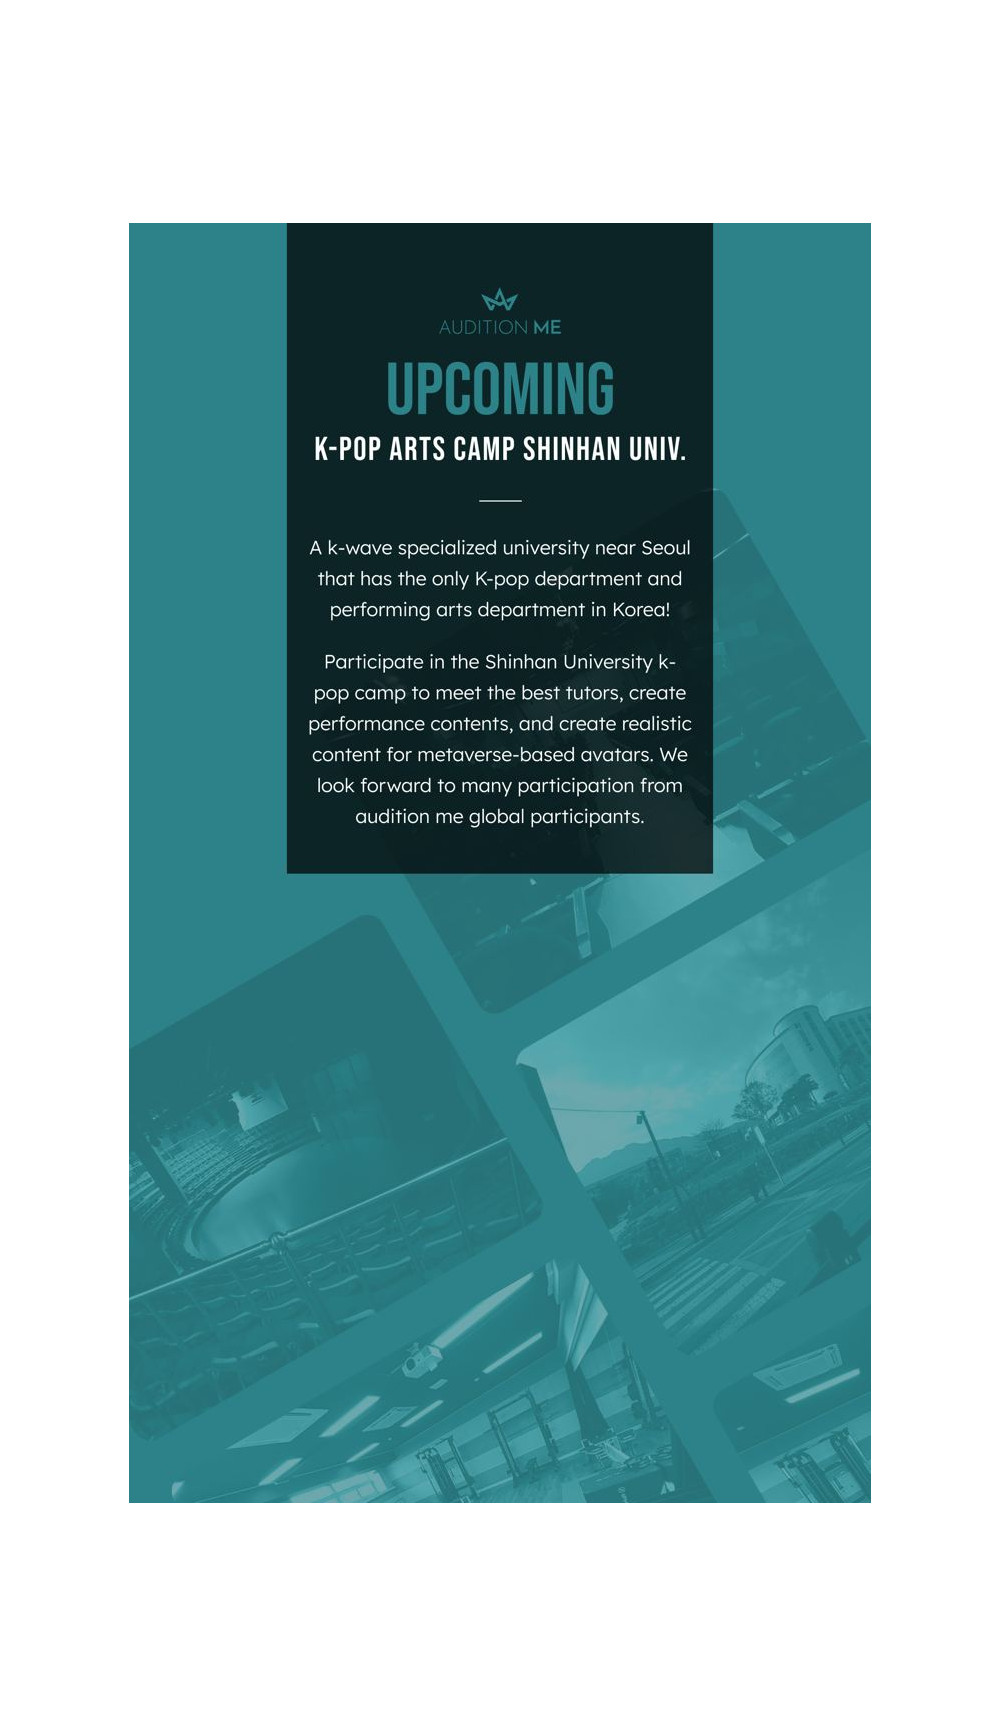 AUDITION ME
UPCOMING
K-POP ARTS CAMP SHINHAN UNIV.
A k-wave specialized university near Seoul
that has the only K-pop department and
performing arts department in Korea!
Participate in the Shinhan University k-
pop camp to meet the best tutors, create
performance contents, and create realistic
content for metaverse-based avatars. We
look forward to many participation from
audition me global participants.